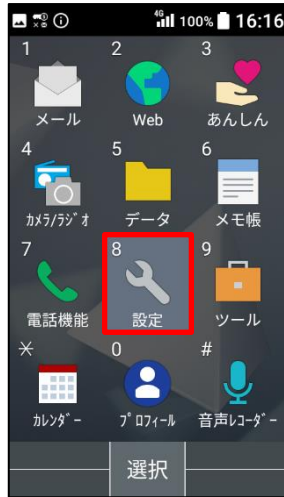 4G 100% 16:16
1 2 3
メール Web あんしん
4 5 6
ｶﾒﾗ/ﾗｼﾞｵ データ メモ帳
7 8 9
電話機能 設定 ツール
* 0 #
ｶﾚﾝﾀﾞｰ ﾌﾟﾛﾌｨｰﾙ 音声ﾚｺｰﾀﾞｰ
選択